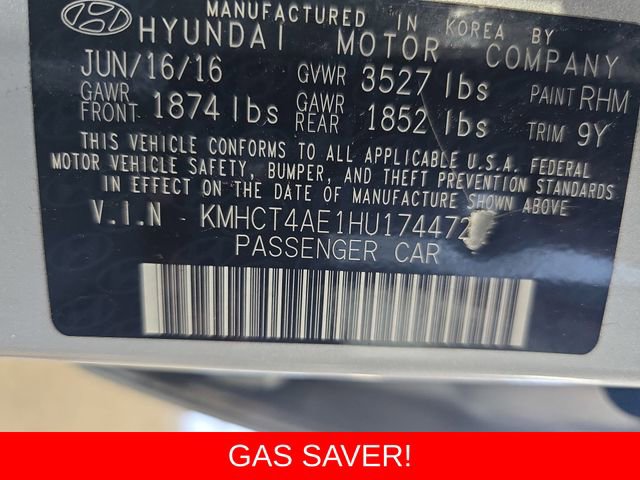 MANUFACTURED IN KOREA BY
HYUNDAI MOTOR COMPANY
JUN/16/16 GVWR 3527 lbs PAINT RHM
GAWR FRONT 1874 lbs GAWR REAR 1852 lbs TRIM 9Y
THIS VEHICLE CONFORMS TO ALL APPLICABLE U.S.A. FEDERAL
MOTOR VEHICLE SAFETY, BUMPER, AND THEFT PREVENTION STANDARDS
IN EFFECT ON THE DATE OF MANUFACTURE SHOWN ABOVE
V.I.N KMHCT4AE1HU174472
PASSENGER CAR
GAS SAVER!